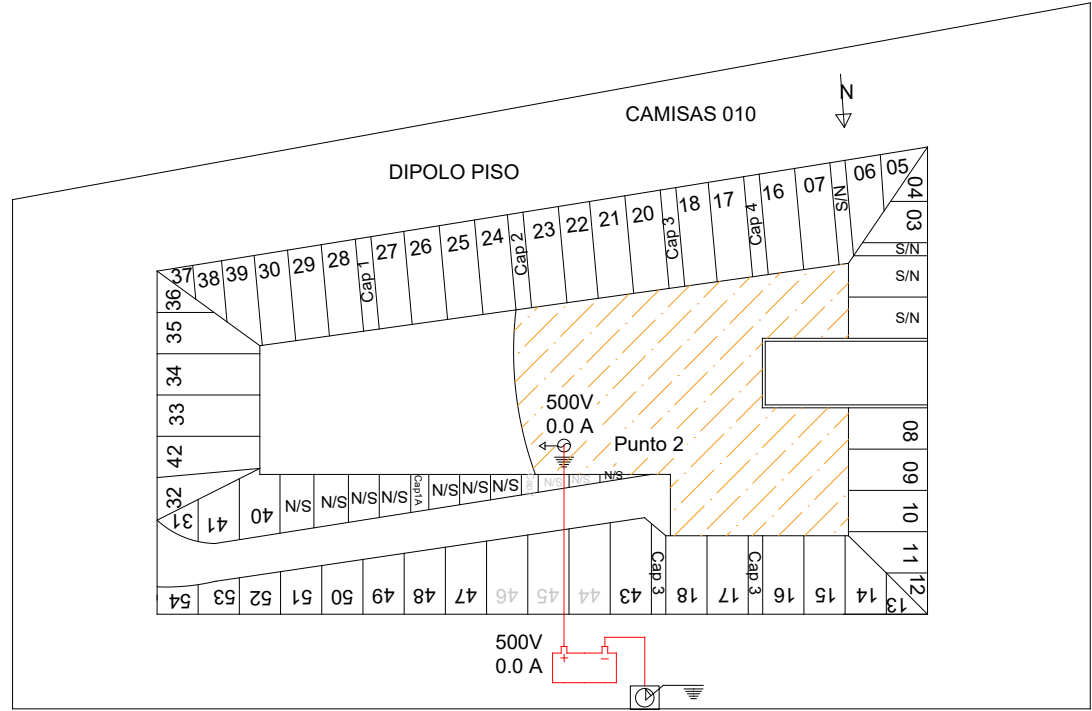 N
CAMISAS 010
DIPOLO PISO
37
38
39
30
29
28
Cap 1
27
26
25
24
Cap 2
23
22
21
20
Cap 3
18
17
Cap 4
16
07
S/N
06
05
04
03
S/N
S/N
S/N
36
35
34
33
42
32
31
41
40
N/S
N/S
N/S
N/S
Cap1A
N/S
N/S
N/S
N/S
N/S
N/S
500V
0.0 A
Punto 2
08
09
10
11
12
13
54
53
52
51
50
49
48
47
46
45
44
43
Cap 3
18
17
Cap 3
16
15
14
500V
0.0 A
+
−